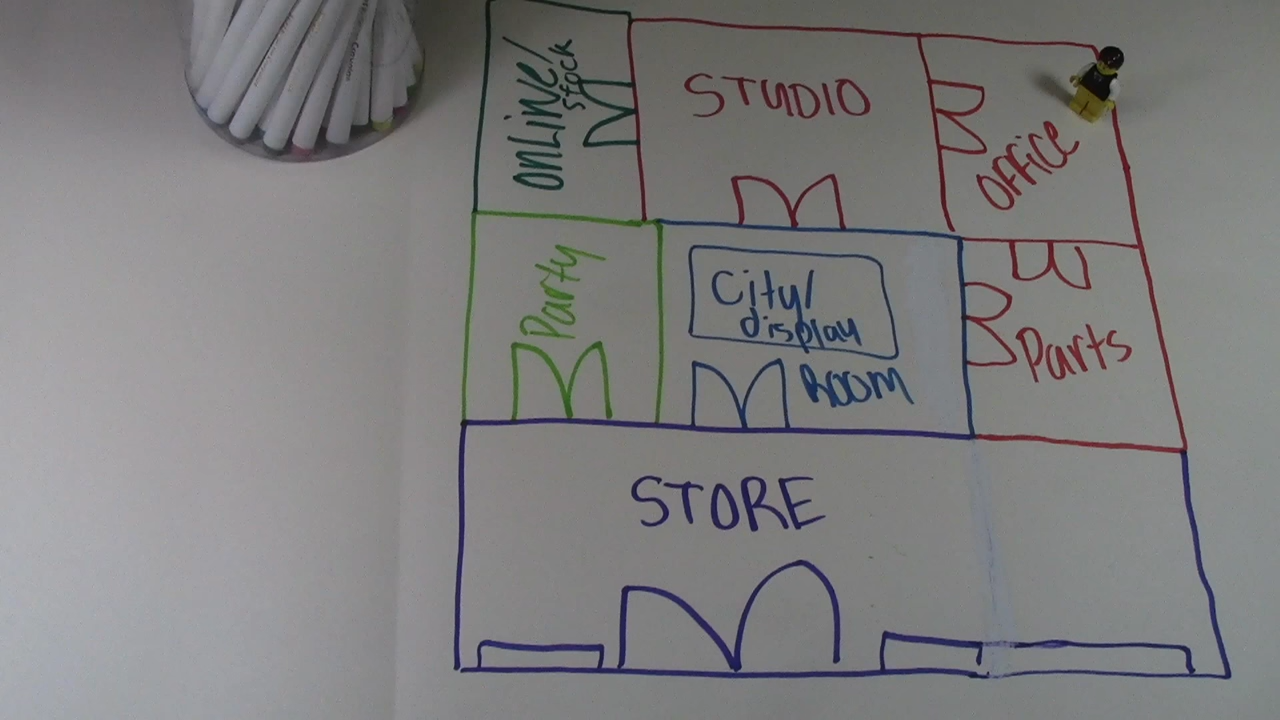 ONLINE/
Stock
STUDIO
OFFiCE
Party
City/
display
ROOM
Parts
STORE